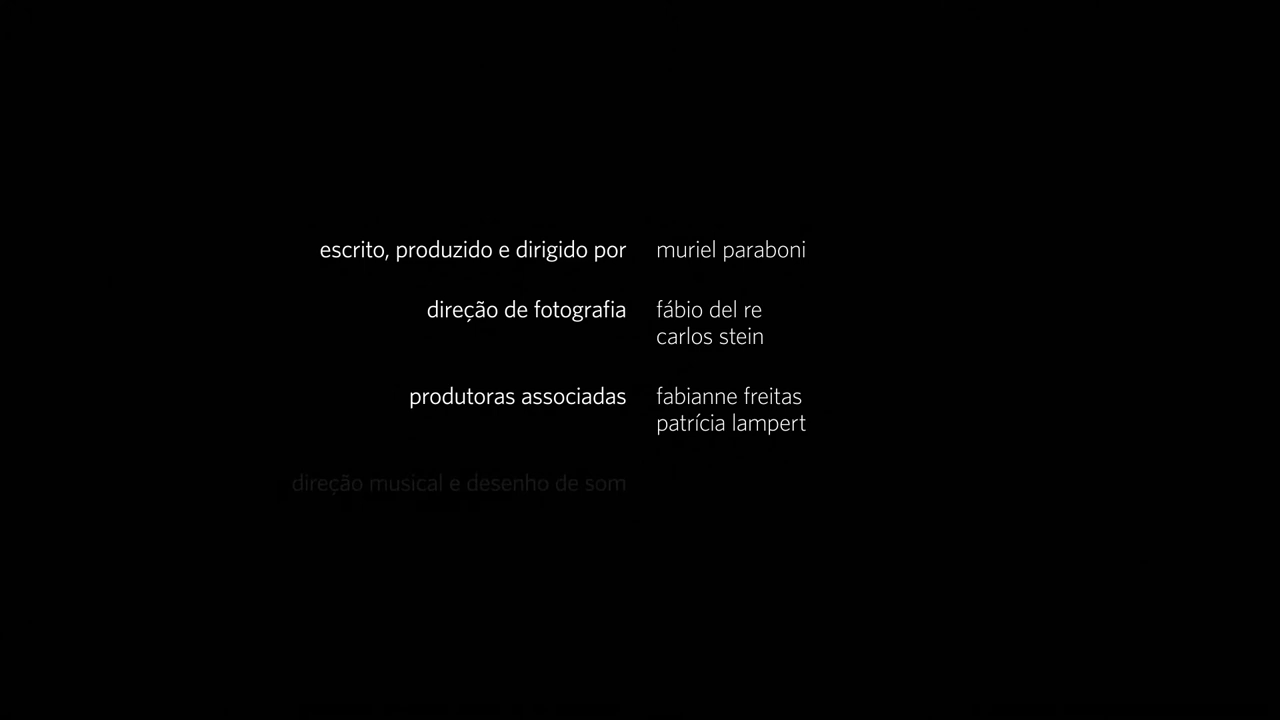 escrito, produzido e dirigido por muriel paraboni
direção de fotografia fábio del re
carlos stein
produtoras associadas fabianne freitas
patrícia lampert
direção musical e desenho de som